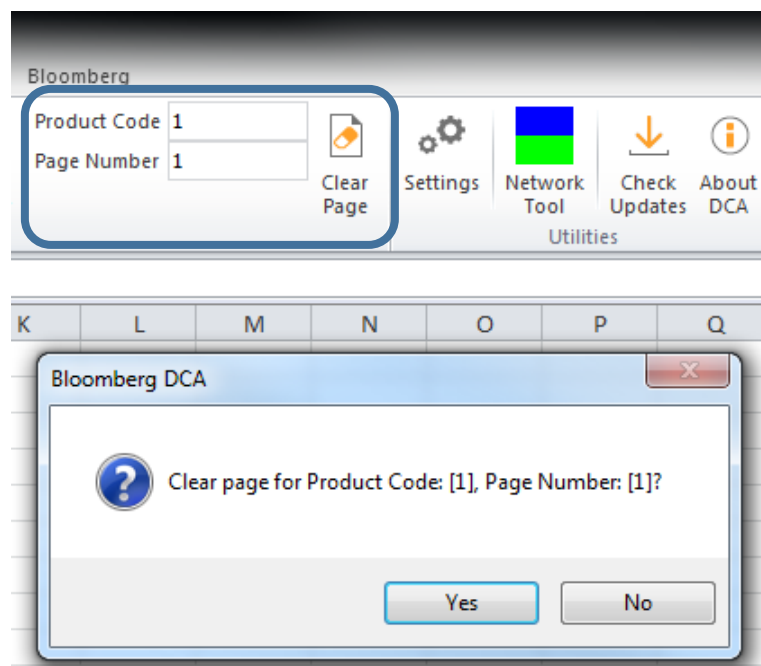 Bloomberg
Product Code 1
Page Number 1
Clear Page
Settings
Network Tool
Check Updates
About DCA
Utilities
K L M N O P Q
Bloomberg DCA
x
Clear page for Product Code: [1], Page Number: [1]?
Yes No